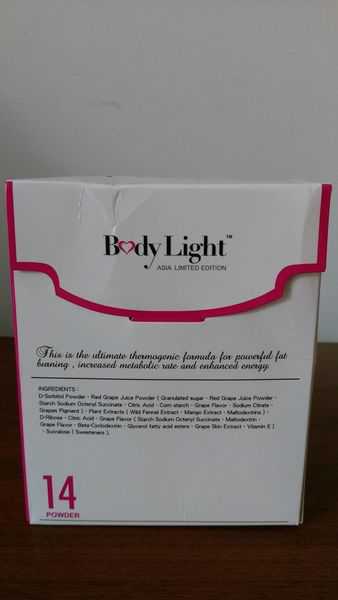 Body Light™
ASIA LIMITED EDITION
This is the ultimate thermogenic formula for powerful fat
burning , increased metabolic rate and enhanced energy.
INGREDIENTS :
D-Sorbitol Powder、Red Grape Juice Powder ( Granulated sugar、Red Grape Juice Powder、
Starch Sodium Octenyl Succinate、Citric Acid、Corn starch、Grape Flavor、Sodium Citrate、
Grapes Pigment )、Plant Extracts ( Wild Fennel Extract、Mango Extract、Maltodextrins )、
D-Ribose、Citric Acid、Grape Flavor ( Starch Sodium Octenyl Succinate、Maltodextrin、
Grape Flavor、Beta-Cyclodextrin、Glycerol fatty acid esters、Grape Skin Extract、Vitamin E )
、Sucralose ( Sweeteners )
14
POWDER